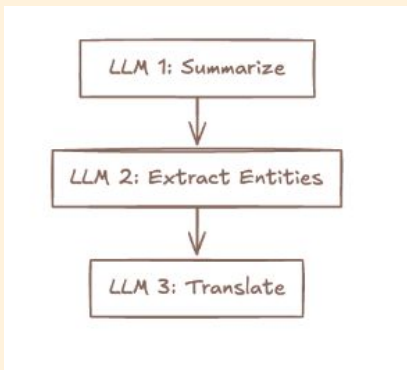 LLM 1: Summarize
LLM 2: Extract Entities
LLM 3: Translate